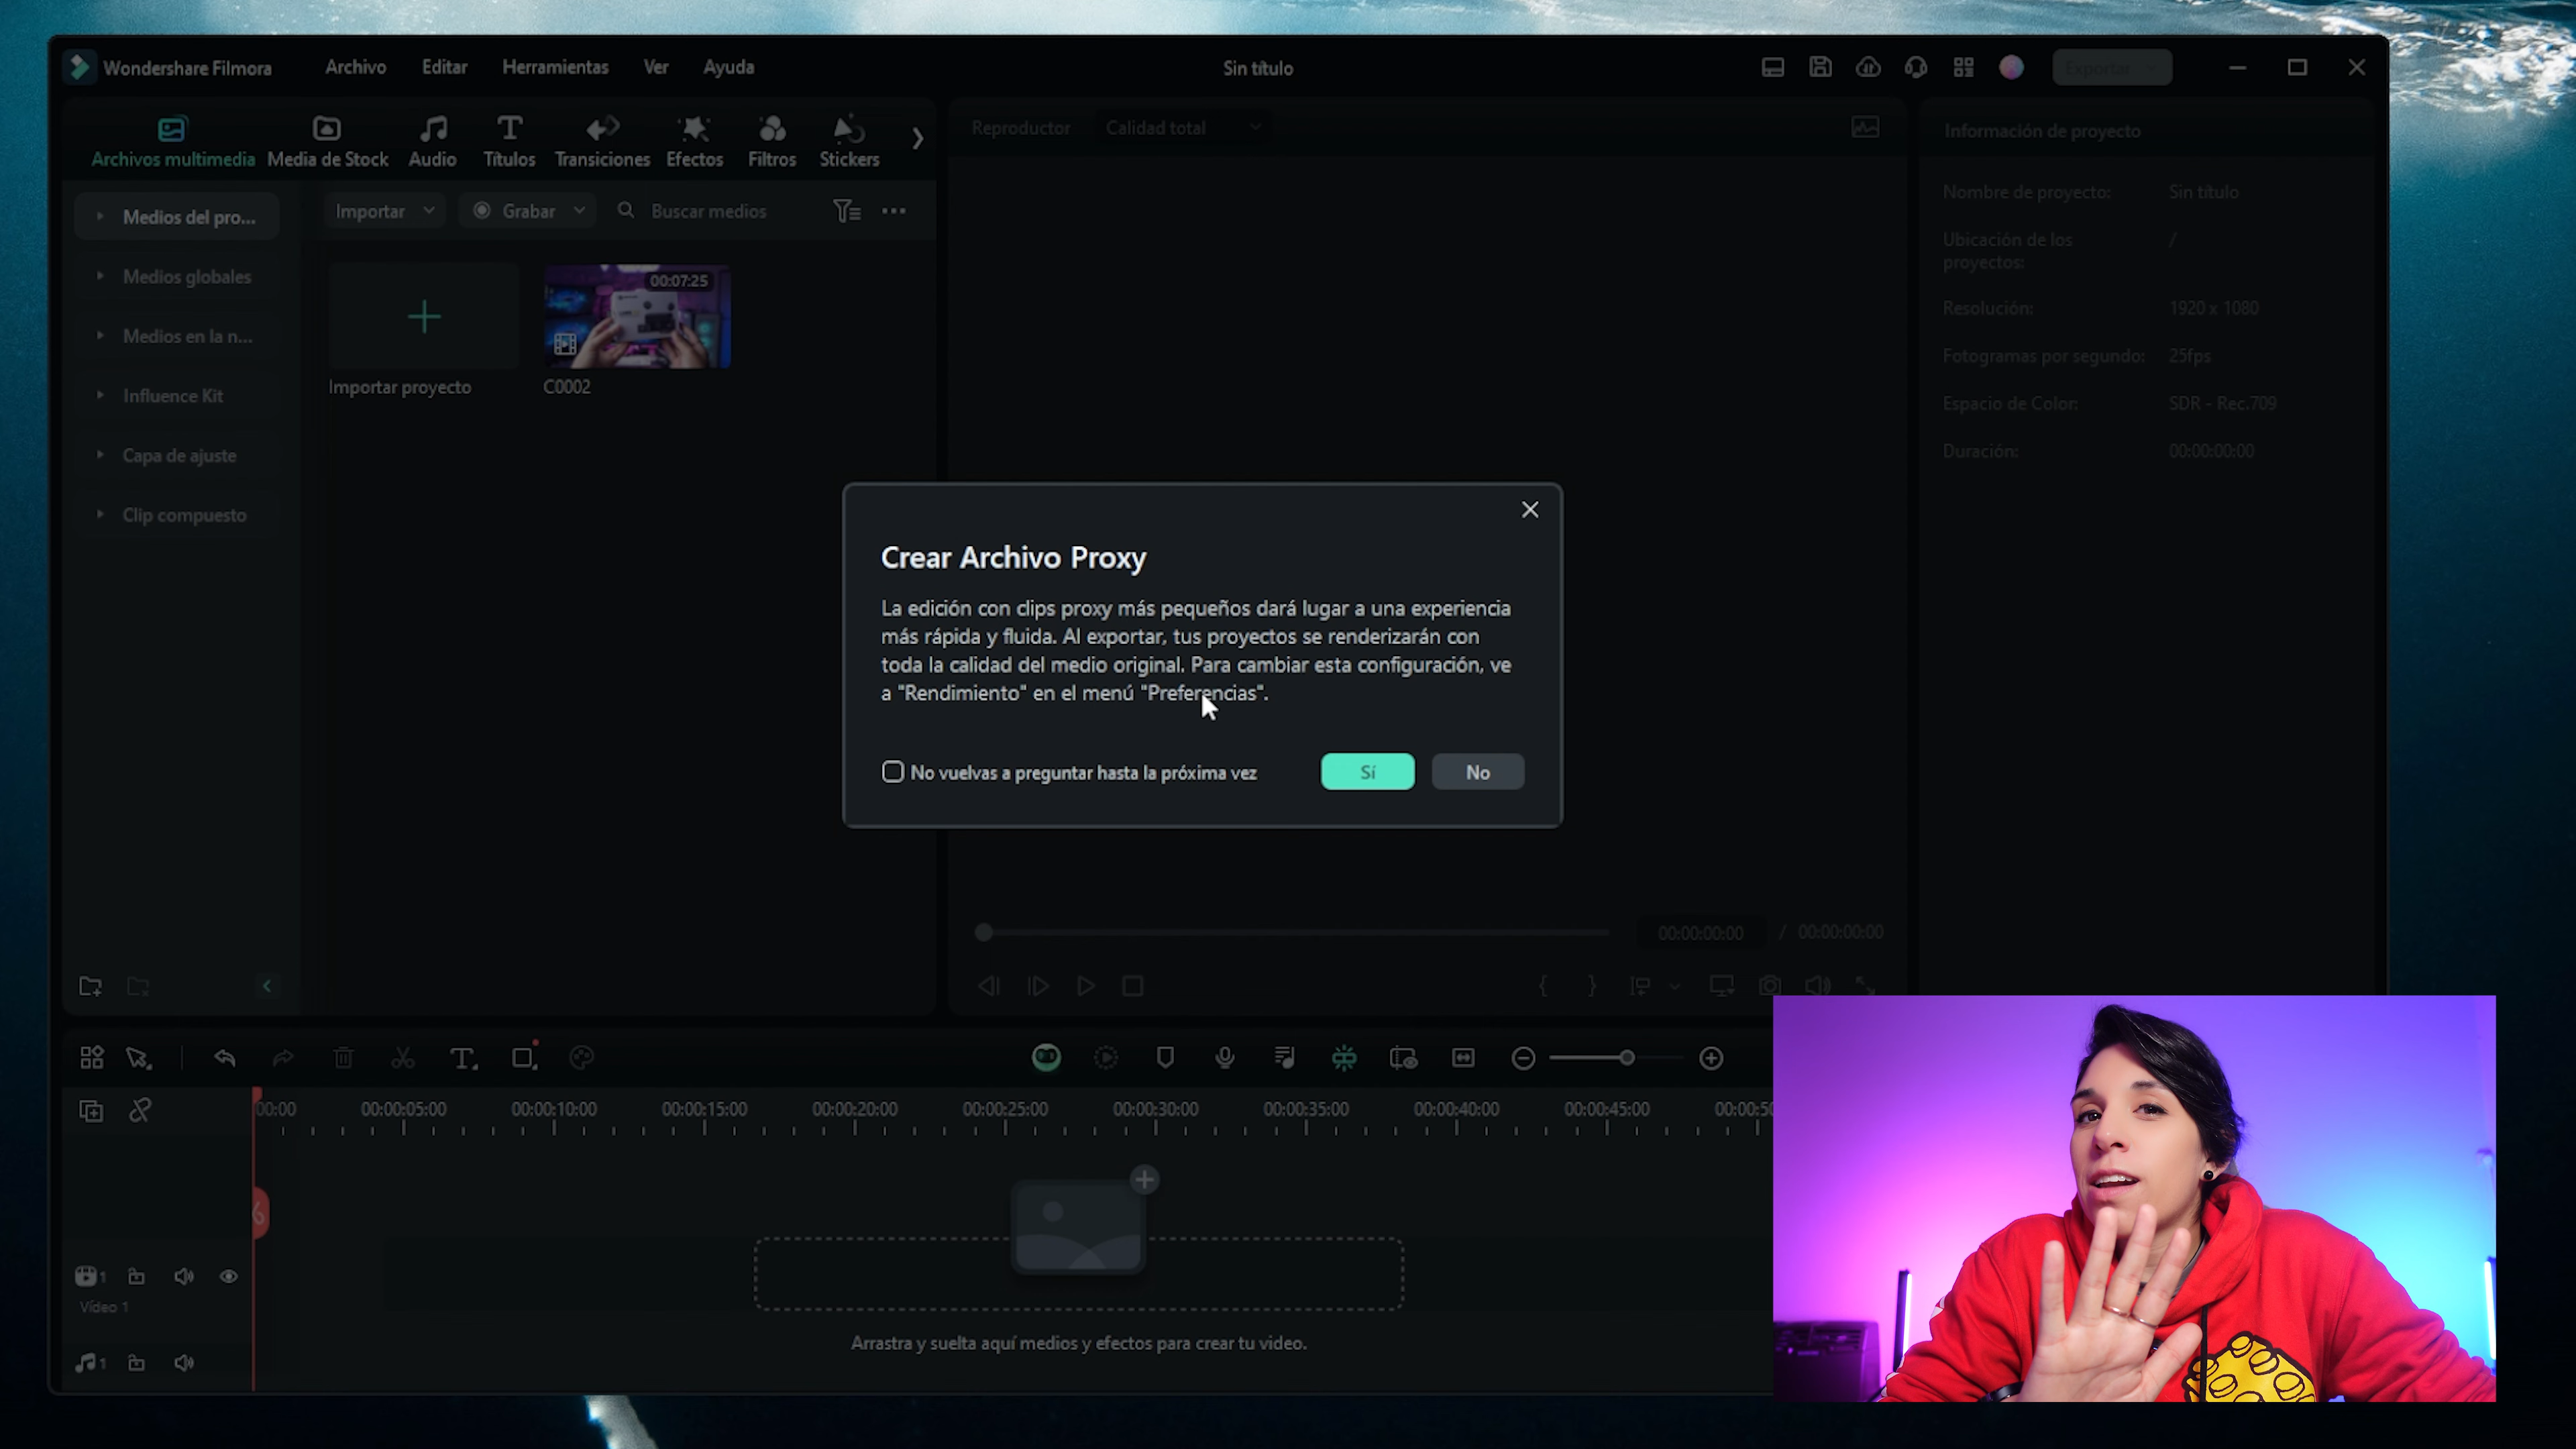 Wondershare Filmora
Archivo
Editar
Herramientas
Ver
Ayuda
Sin título
Exportar
Archivos multimedia
Media de Stock
Audio
Títulos
Transiciones
Efectos
Filtros
Stickers
Reproductor
Calidad total
Información de proyecto
Medios del pro...
Importar
Grabar
Buscar medios
Medios globales
Medios en la n...
Influence Kit
Capa de ajuste
Clip compuesto
00:07:25
Importar proyecto
C0002
Nombre de proyecto:
Sin título
Ubicación de los
proyectos:
/
Resolución:
1920 x 1080
Fotogramas por segundo:
25fps
Espacio de Color:
SDR - Rec.709
Duración:
00:00:00:00
Crear Archivo Proxy
La edición con clips proxy más pequeños dará lugar a una experiencia
más rápida y fluida. Al exportar, tus proyectos se renderizarán con
toda la calidad del medio original. Para cambiar esta configuración, ve
a "Rendimiento" en el menú "Preferencias".
No vuelvas a preguntar hasta la próxima vez
Sí
No
00:00:00:00 / 00:00:00:00
00:00
00:00:05:00
00:00:10:00
00:00:15:00
00:00:20:00
00:00:25:00
00:00:30:00
00:00:35:00
00:00:40:00
00:00:45:00
00:00:50
1
Vídeo 1
Arrastra y suelta aquí medios y efectos para crear tu video.
1